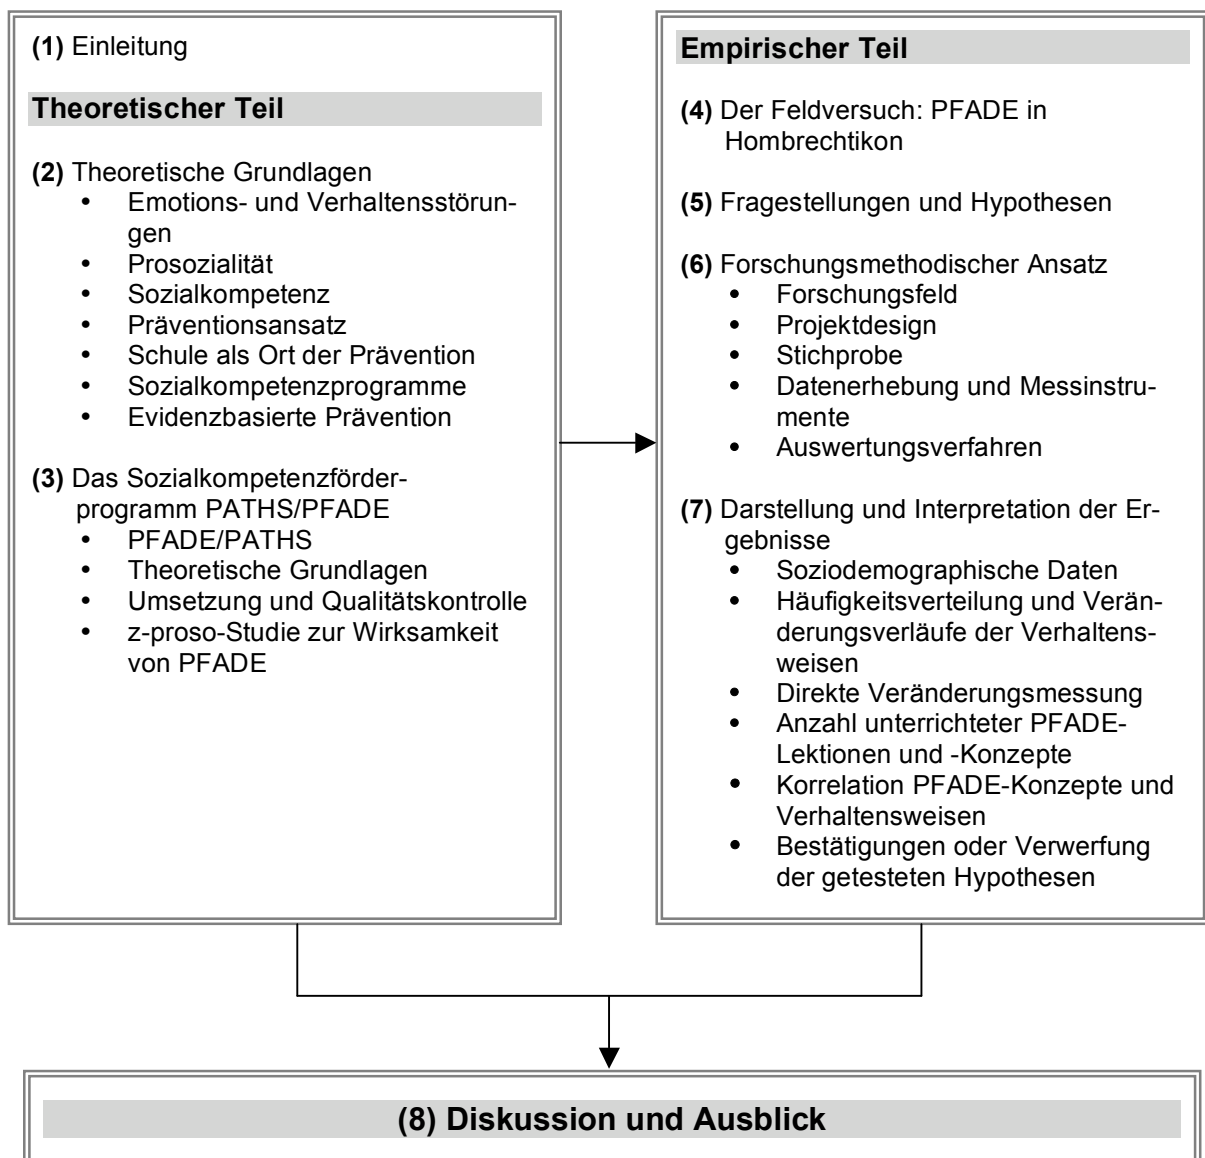 (1) Einleitung
Theoretischer Teil
(2) Theoretische Grundlagen
• Emotions- und Verhaltensstörun-
gen
• Prosozialität
• Sozialkompetenz
• Präventionsansatz
• Schule als Ort der Prävention
• Sozialkompetenzprogramme
• Evidenzbasierte Prävention
(3) Das Sozialkompetenzförder-
programm PATHS/PFADE
• PFADE/PATHS
• Theoretische Grundlagen
• Umsetzung und Qualitätskontrolle
• z-proso-Studie zur Wirksamkeit
von PFADE
Empirischer Teil
(4) Der Feldversuch: PFADE in
Hombrechtikon
(5) Fragestellungen und Hypothesen
(6) Forschungsmethodischer Ansatz
• Forschungsfeld
• Projektdesign
• Stichprobe
• Datenerhebung und Messinstru-
mente
• Auswertungsverfahren
(7) Darstellung und Interpretation der Er-
gebnisse
• Soziodemographische Daten
• Häufigkeitsverteilung und Verän-
derungsverläufe der Verhaltens-
weisen
• Direkte Veränderungsmessung
• Anzahl unterrichteter PFADE-
Lektionen und -Konzepte
• Korrelation PFADE-Konzepte und
Verhaltensweisen
• Bestätigungen oder Verwerfung
der getesteten Hypothesen
(8) Diskussion und Ausblick